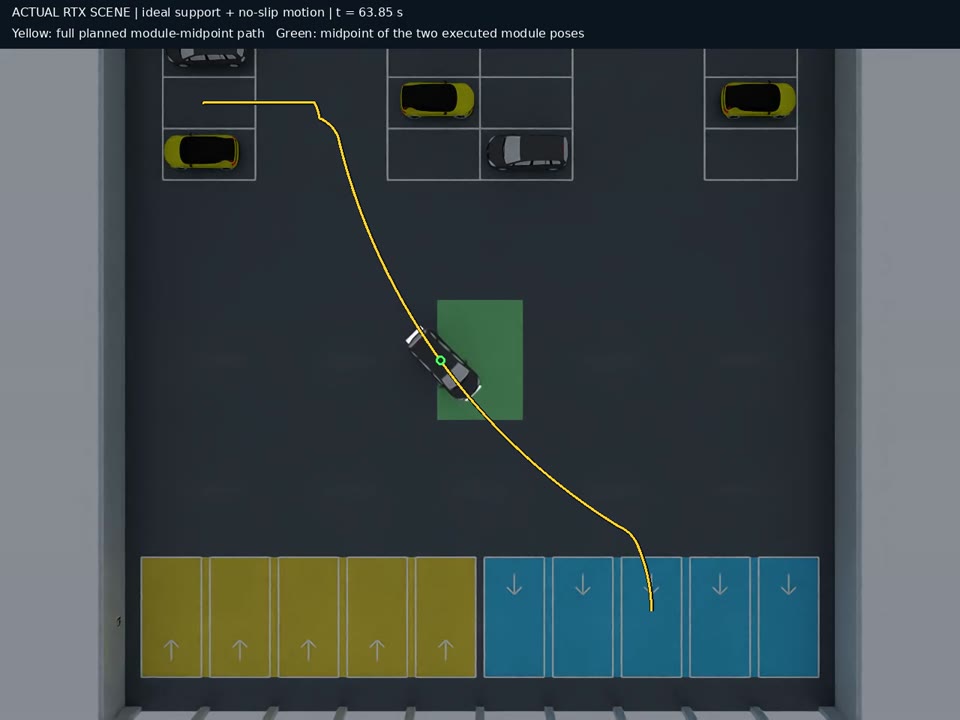 ACTUAL RTX SCENE | ideal support + no-slip motion | t = 63.85 s
Yellow: full planned module-midpoint path   Green: midpoint of the two executed module poses